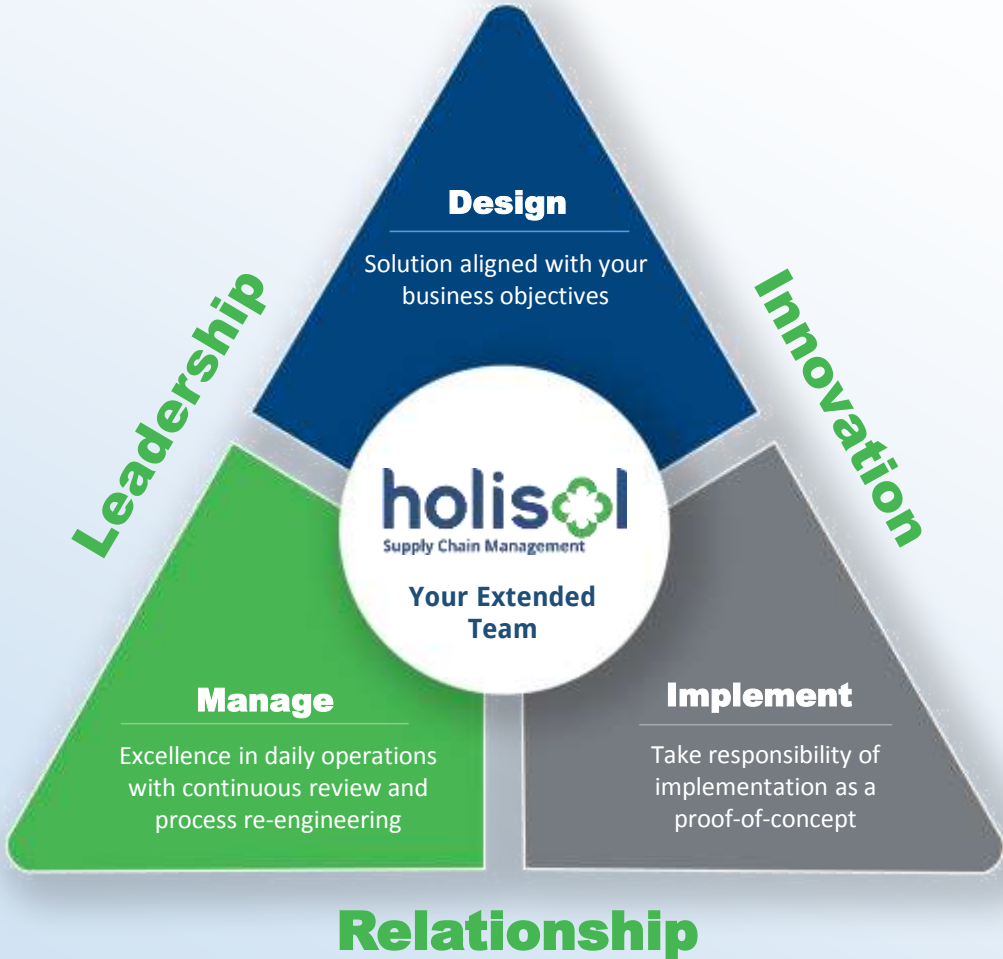 Design
Solution aligned with your
business objectives
Leadership
Innovation
holisol
Supply Chain Management
Your Extended
Team
Manage
Excellence in daily operations
with continuous review and
process re-engineering
Implement
Take responsibility of
implementation as a
proof-of-concept
Relationship